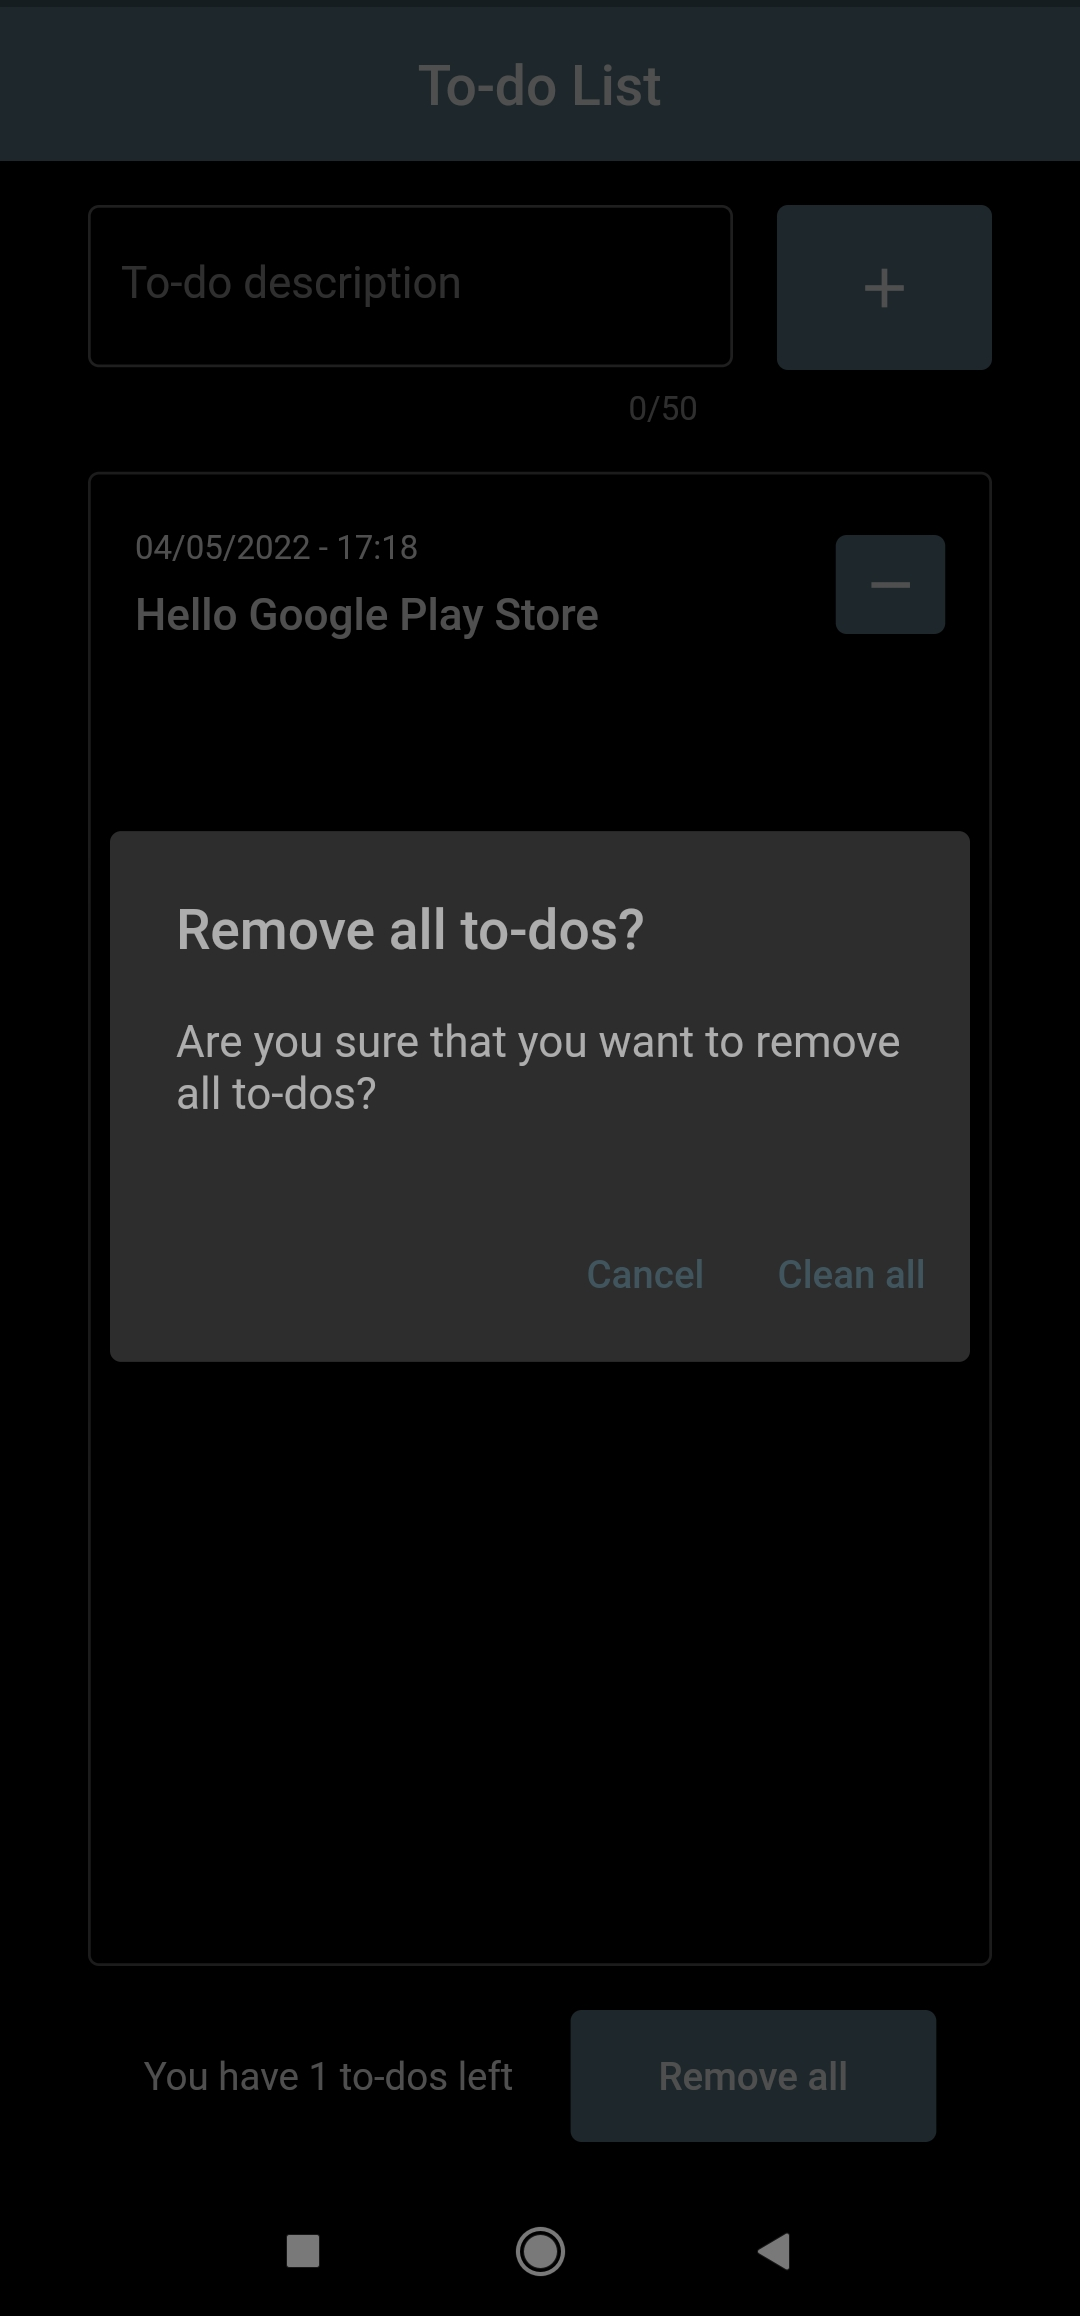 To-do List
To-do description
0/50
04/05/2022 - 17:18
Hello Google Play Store
Remove all to-dos?
Are you sure that you want to remove
all to-dos?
Cancel Clean all
You have 1 to-dos left
Remove all